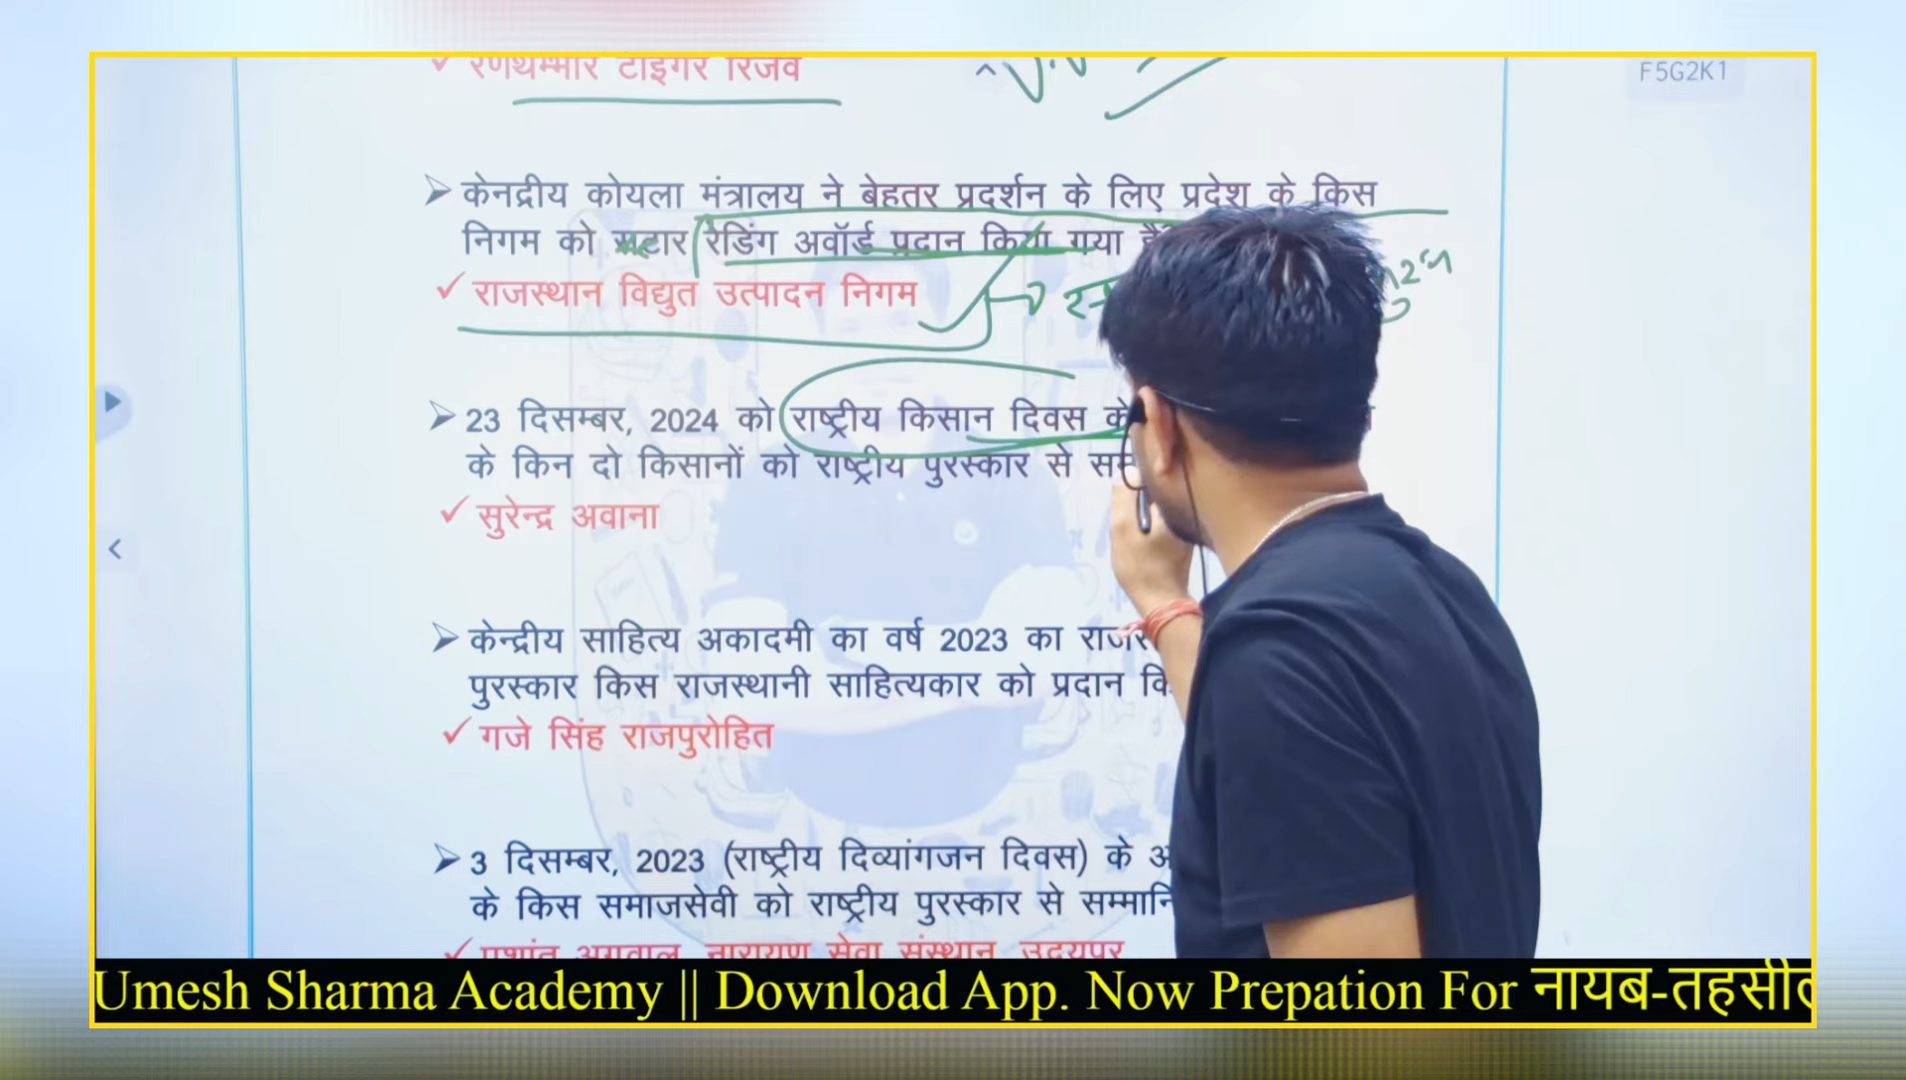 रणथम्भौर टाइगर रिजर्व
F5G2K1
केनद्रीय कोयला मंत्रालय ने बेहतर प्रदर्शन के लिए प्रदेश के किस
निगम को रेडिंग अवॉर्ड प्रदान किया गया है
राजस्थान विद्युत उत्पादन निगम
23 दिसम्बर, 2024 को राष्ट्रीय किसान दिवस के
के किन दो किसानों को राष्ट्रीय पुरस्कार से
सुरेन्द्र अवाना
केन्द्रीय साहित्य अकादमी का वर्ष 2023 का
पुरस्कार किस राजस्थानी साहित्यकार को प्रदान
गजे सिंह राजपुरोहित
3 दिसम्बर, 2023 (राष्ट्रीय दिव्यांगजन दिवस) के
के किस समाजसेवी को राष्ट्रीय पुरस्कार से
प्रशांत अग्रवाल, नारायण सेवा संस्थान, उदयपुर
Umesh Sharma Academy || Download App. Now Prepation For नायब-तहसील